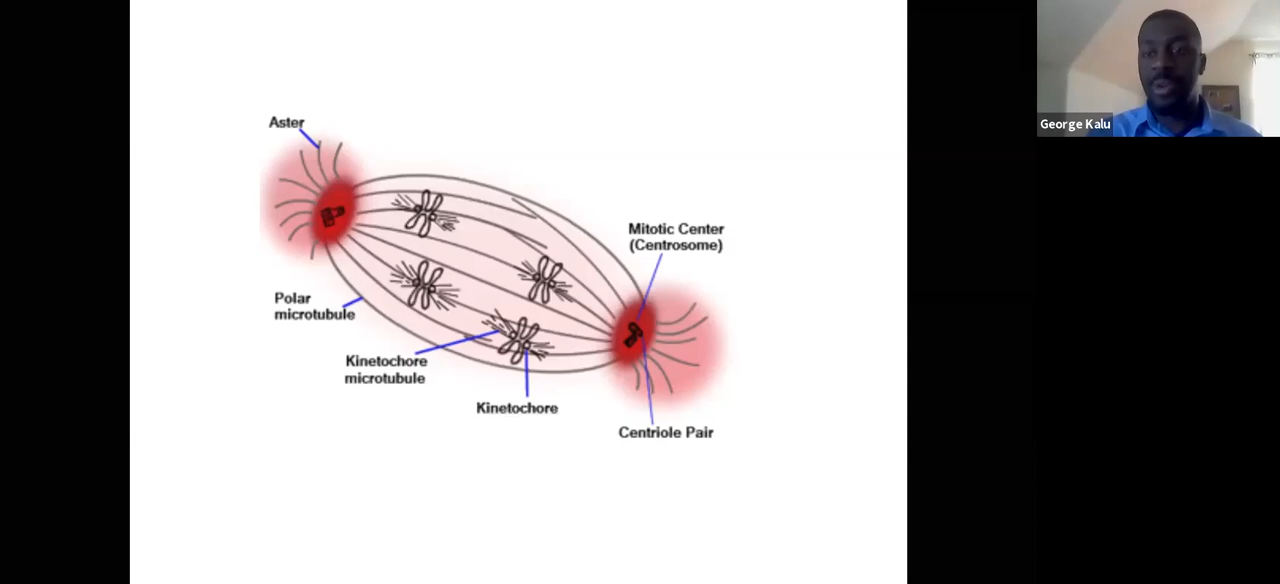 Aster
George Kalu
Mitotic Center
(Centrosome)
Polar
microtubule
Kinetochore
microtubule
Kinetochore
Centriole Pair